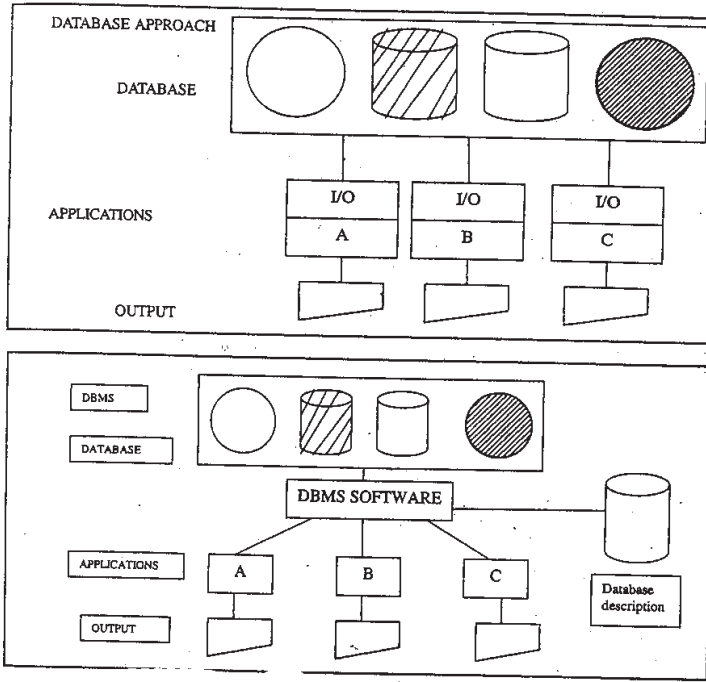 DATABASE APPROACH
DATABASE
I/O I/O I/O
APPLICATIONS
A B C
OUTPUT
DBMS
DATABASE
DBMS SOFTWARE
APPLICATIONS
A B C
Database
description
OUTPUT